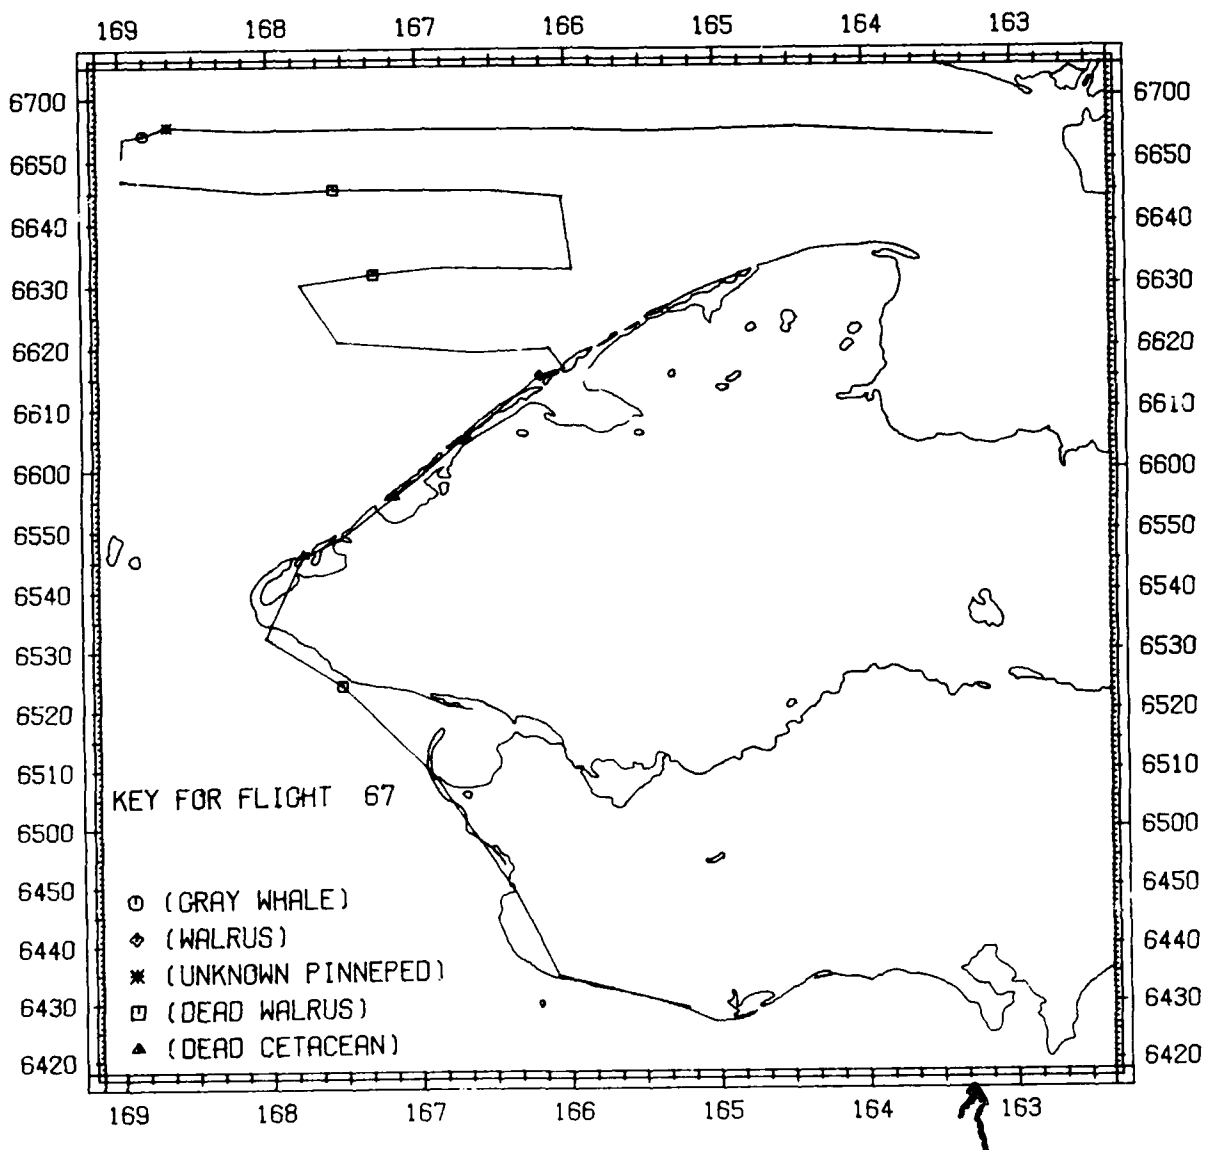 169 168 167 166 165 164 163
6700 6700
6650 6650
6640 6640
6630 6630
6620 6620
6610 6610
6600 6600
6550 6550
6540 6540
6530 6530
6520 6520
6510 6510
KEY FOR FLIGHT 67
6500 6500
6450 6450
(GRAY WHALE)
6440 6440
(WALRUS)
(UNKNOWN PINNEPED)
6430 6430
(DEAD WALRUS)
(DEAD CETACEAN)
6420 6420
169 168 167 166 165 164 163